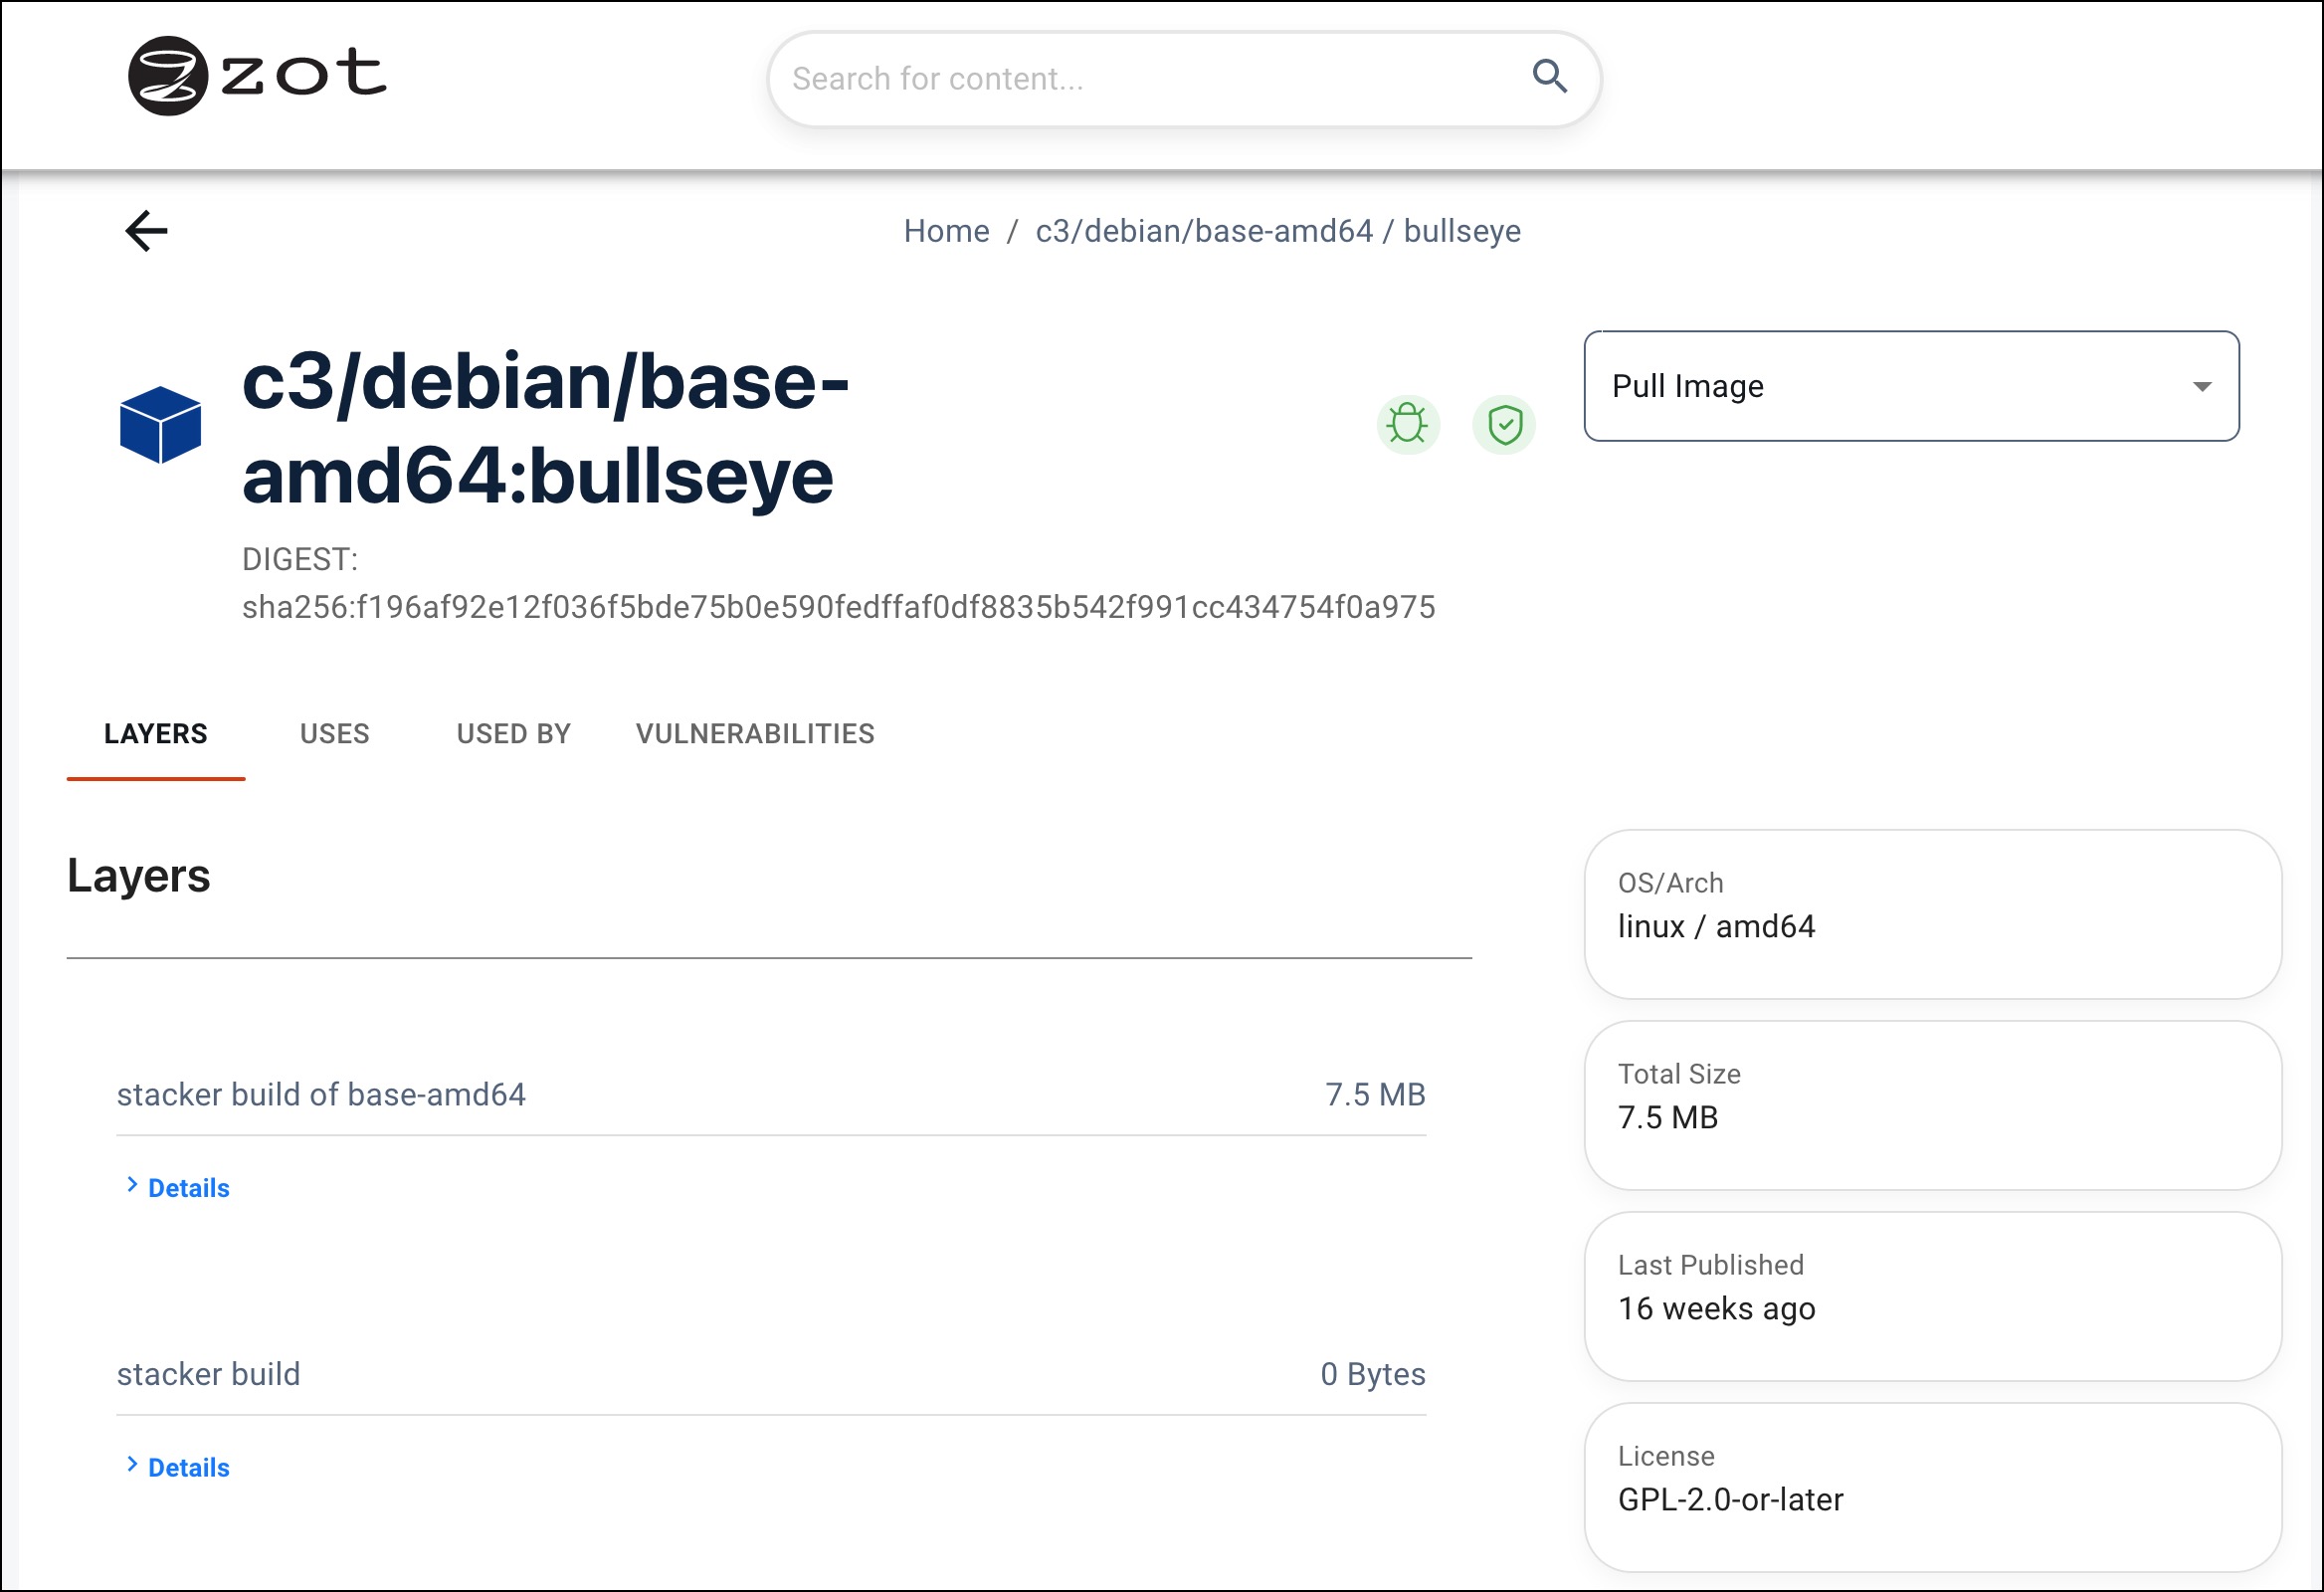 zot
Search for content...
Home / c3/debian/base-amd64 / bullseye
c3/debian/base-
amd64:bullseye
Pull Image
DIGEST:
sha256:f196af92e12f036f5bde75b0e590fedffaf0df8835b542f991cc434754f0a975
LAYERS USES USED BY VULNERABILITIES
Layers
stacker build of base-amd64 7.5 MB
Details
stacker build 0 Bytes
Details
OS/Arch
linux / amd64
Total Size
7.5 MB
Last Published
16 weeks ago
License
GPL-2.0-or-later